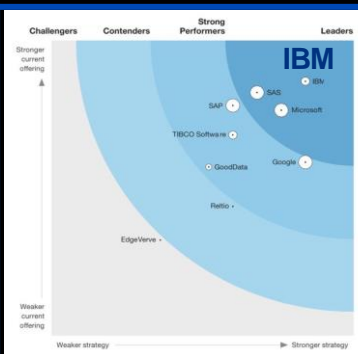 Challengers Contenders Strong Performers Leaders
Stronger current offering
IBM
IBM
SAS
SAP
Microsoft
TIBCO Software
Google
GoodData
Reltio
EdgeVerve
Weaker current offering
Weaker strategy Stronger strategy